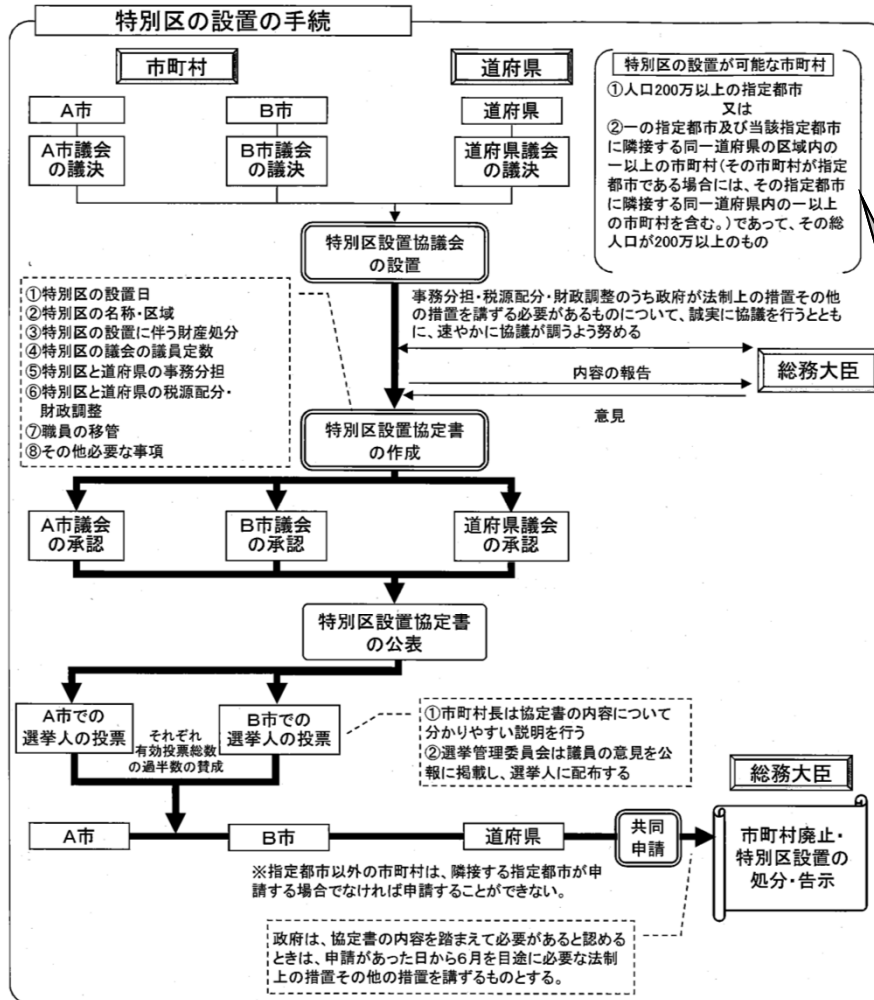 特別区の設置の手続
市町村
道府県
A市
B市
道府県
A市議会
の議決
B市議会
の議決
道府県議会
の議決
特別区の設置が可能な市町村
①人口200万以上の指定都市
又は
②一の指定都市及び当該指定都市
に隣接する同一道府県の区域内の
一以上の市町村(その市町村が指定
都市である場合には、その指定都市
に隣接する同一道府県内の一以上
の市町村を含む。)であって、その総
人口が200万以上のもの
特別区設置協議会
の設置
①特別区の設置日
②特別区の名称・区域
③特別区の設置に伴う財産処分
④特別区の議会の議員定数
⑤特別区と道府県の事務分担
⑥特別区と道府県の税源配分・
財政調整
⑦職員の移管
⑧その他必要な事項
事務分担・税源配分・財政調整のうち政府が法制上の措置その他
の措置を講ずる必要があるものについて、誠実に協議を行うととも
に、速やかに協議が調うよう努める
総務大臣
内容の報告
意見
特別区設置協定書
の作成
A市議会
の承認
B市議会
の承認
道府県議会
の承認
特別区設置協定書
の公表
A市での
選挙人の投票
それぞれ
有効投票総数
の過半数の賛成
B市での
選挙人の投票
①市町村長は協定書の内容について
分かりやすい説明を行う
②選挙管理委員会は議員の意見を公
報に掲載し、選挙人に配布する
総務大臣
A市
B市
道府県
共同
申請
市町村廃止・
特別区設置の
処分・告示
※指定都市以外の市町村は、隣接する指定都市が申
請する場合でなければ申請することができない。
政府は、協定書の内容を踏まえて必要があると認める
ときは、申請があった日から6月を目途に必要な法制
上の措置その他の措置を講ずるものとする。